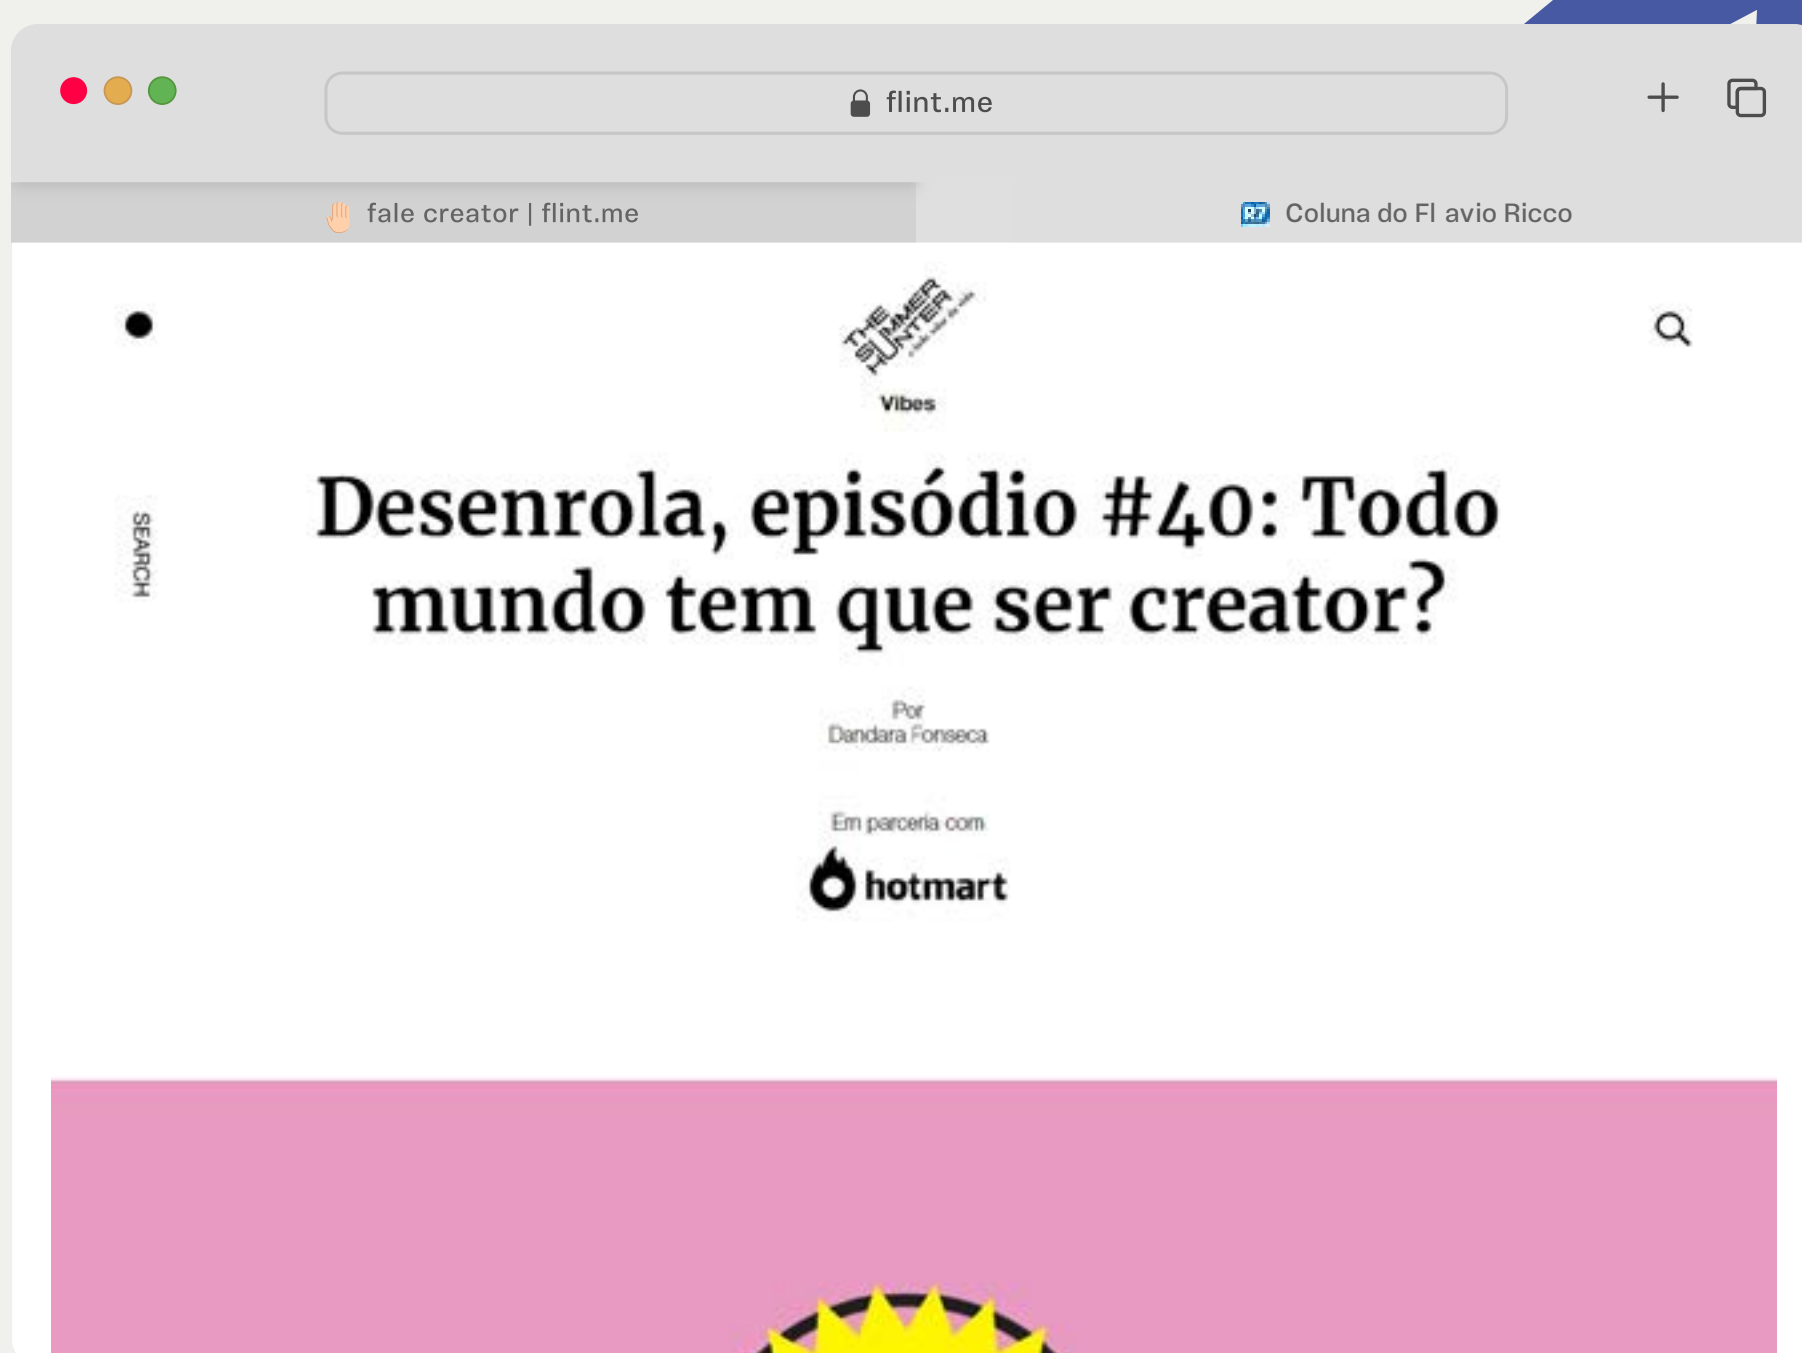 flint.me
fale creator | flint.me
Coluna do Fl avio Ricco
THE
SUMMER
HUNTER
Vibes
SEARCH
Desenrola, episódio #40: Todo
mundo tem que ser creator?
Por
Dandara Fonseca
Em parceria com
hotmart